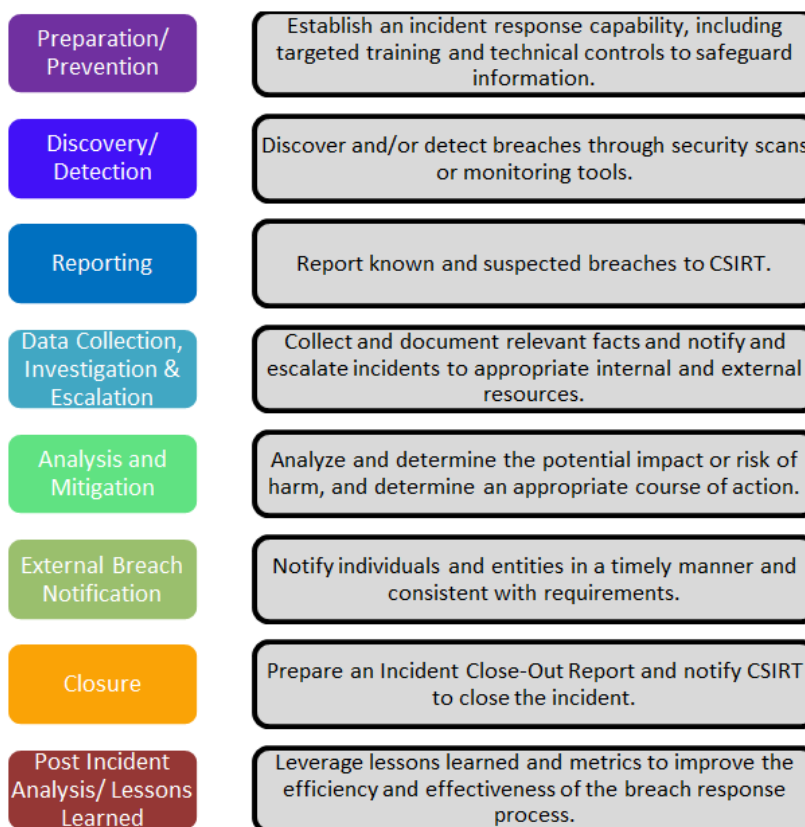 Preparation/
Prevention
Establish an incident response capability, including
targeted training and technical controls to safeguard
information.
Discovery/
Detection
Discover and/or detect breaches through security scans
or monitoring tools.
Reporting
Report known and suspected breaches to CSIRT.
Data Collection,
Investigation &
Escalation
Collect and document relevant facts and notify and
escalate incidents to appropriate internal and external
resources.
Analysis and
Mitigation
Analyze and determine the potential impact or risk of
harm, and determine an appropriate course of action.
External Breach
Notification
Notify individuals and entities in a timely manner and
consistent with requirements.
Closure
Prepare an Incident Close-Out Report and notify CSIRT
to close the incident.
Post Incident
Analysis/ Lessons
Learned
Leverage lessons learned and metrics to improve the
efficiency and effectiveness of the breach response
process.